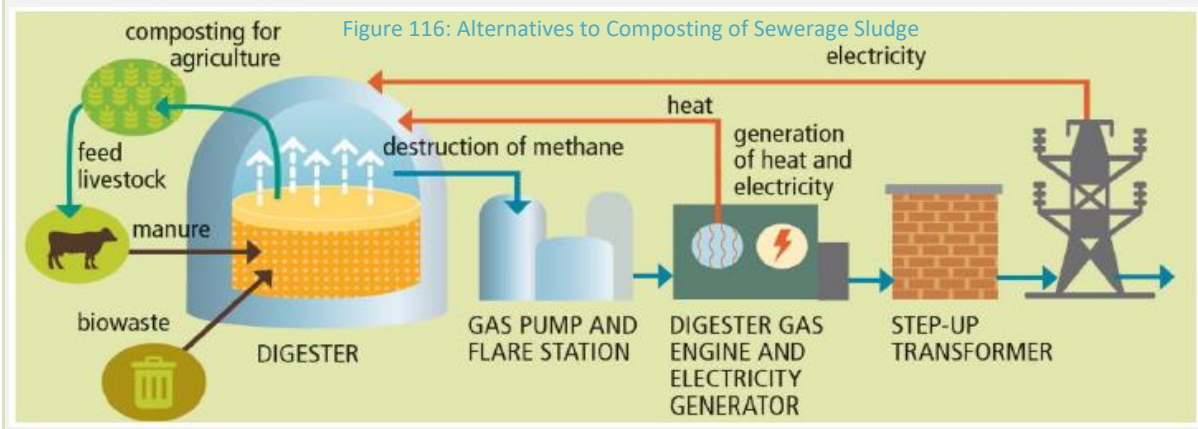 Figure 116: Alternatives to Composting of Sewerage Sludge
composting for
agriculture
electricity
heat
feed
livestock
destruction of methane
generation
of heat and
electricity
manure
biowaste
DIGESTER
GAS PUMP AND
FLARE STATION
DIGESTER GAS
ENGINE AND
ELECTRICITY
GENERATOR
STEP-UP
TRANSFORMER